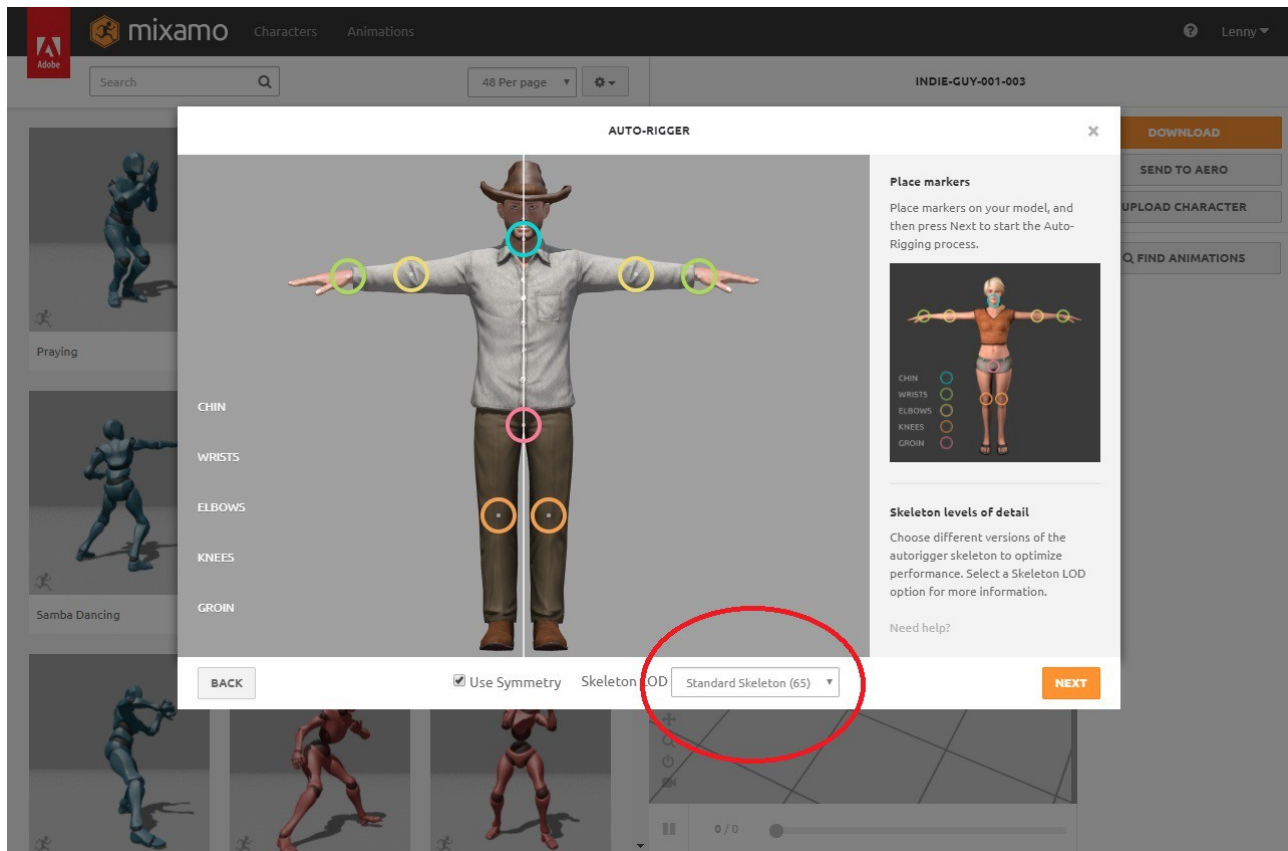 Adobe
mixamo
Characters
Animations
Lenny
Search
48 Per page
INDIE-GUY-001-003
AUTO-RIGGER
DOWNLOAD
SEND TO AERO
UPLOAD CHARACTER
FIND ANIMATIONS
Praying
Samba Dancing
CHIN
WRISTS
ELBOWS
KNEES
GROIN
Place markers
Place markers on your model, and
then press Next to start the Auto-
Rigging process.
CHIN
WRISTS
ELBOWS
KNEES
GROIN
Skeleton levels of detail
Choose different versions of the
autorigger skeleton to optimize
performance. Select a Skeleton LOD
option for more information.
Need help?
BACK
Use Symmetry
Skeleton LOD
Standard Skeleton (65)
NEXT
0 / 0